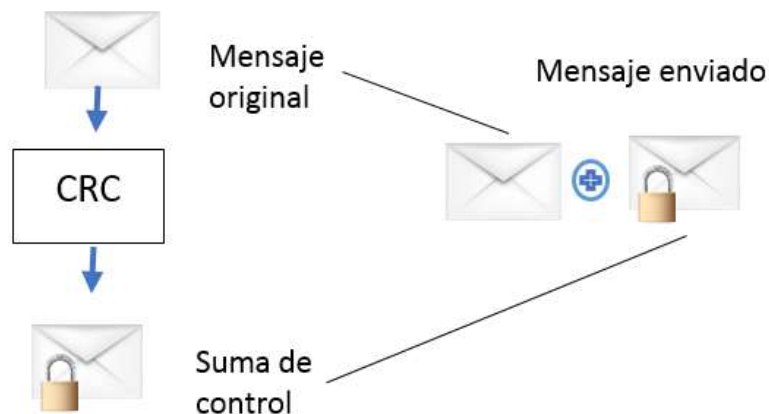 Mensaje
original
Mensaje enviado
CRC
Suma de
control